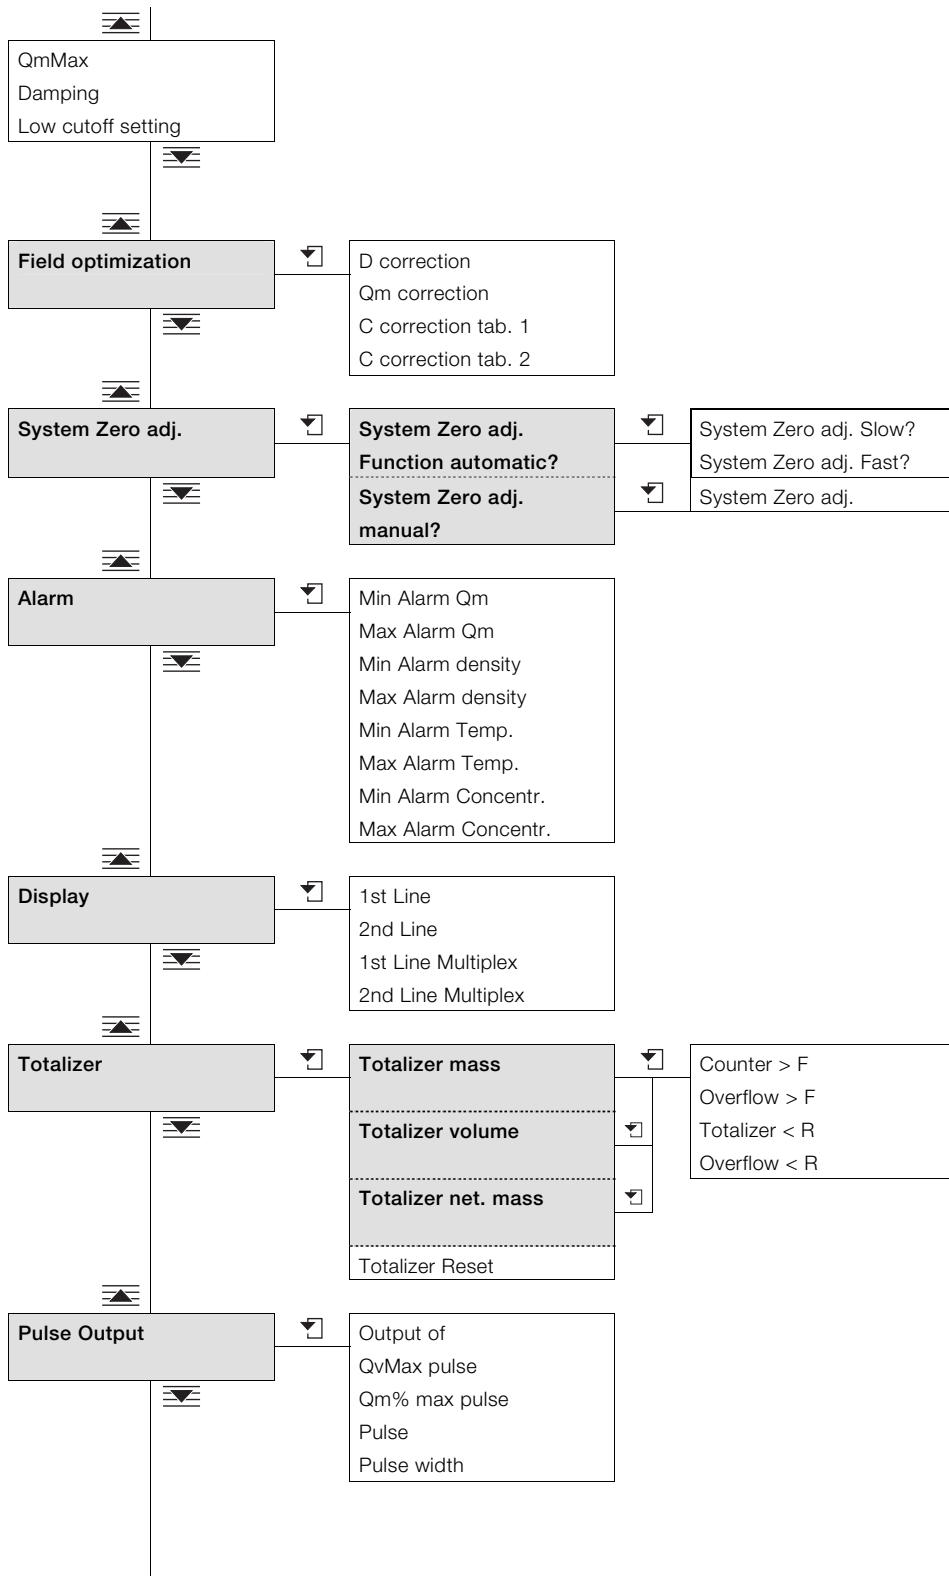 QmMax
Damping
Low cutoff setting
Field optimization
D correction
Qm correction
C correction tab. 1
C correction tab. 2
System Zero adj.
System Zero adj.
Function automatic?
System Zero adj. Slow?
System Zero adj. Fast?
System Zero adj.
manual?
System Zero adj.
Alarm
Min Alarm Qm
Max Alarm Qm
Min Alarm density
Max Alarm density
Min Alarm Temp.
Max Alarm Temp.
Min Alarm Concentr.
Max Alarm Concentr.
Display
1st Line
2nd Line
1st Line Multiplex
2nd Line Multiplex
Totalizer
Totalizer mass
Totalizer volume
Totalizer net. mass
Totalizer Reset
Counter > F
Overflow > F
Totalizer < R
Overflow < R
Pulse Output
Output of
QvMax pulse
Qm% max pulse
Pulse
Pulse width